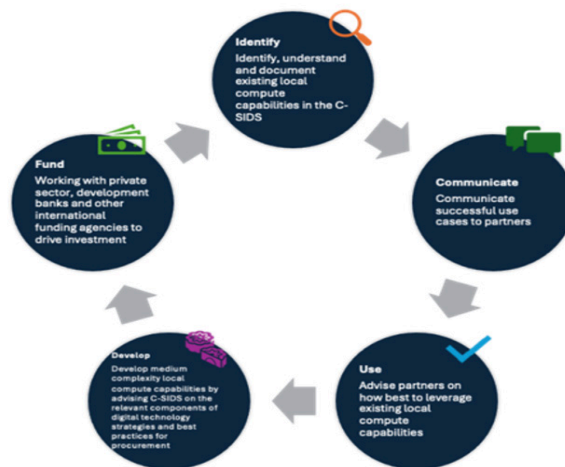 Identify
Identify, understand
and document
existing local
compute
capabilities in the C-
SIDS
Communicate
Communicate
successful use
cases to partners
Use
Advise partners on
how best to leverage
existing local
compute
capabilities
Develop
Develop medium
complexity local
compute capabilities by
advising C-SIDS on the
relevant components of
digital technology
strategies and best
practices for
procurement
Fund
Working with private
sector, development
banks and other
international
funding agencies to
drive investment